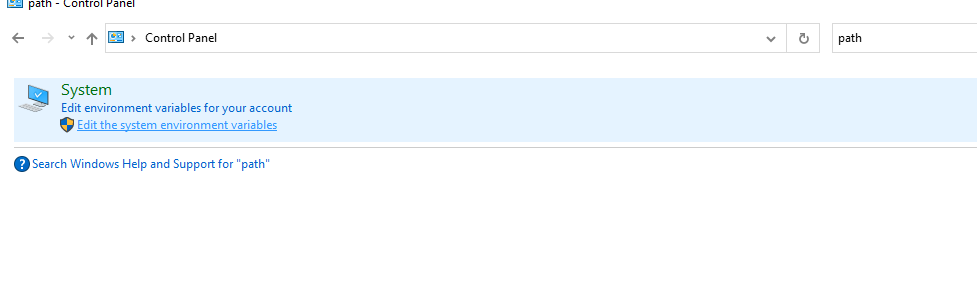 path - Control Panel
Control Panel
path
System
Edit environment variables for your account
Edit the system environment variables
Search Windows Help and Support for "path"